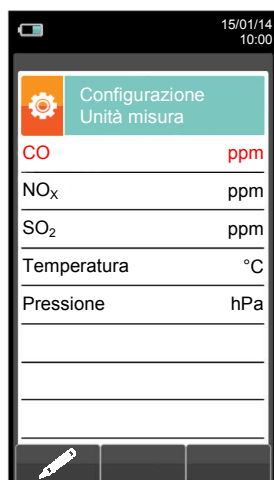 15/01/14
10:00
Configurazione
Unità misura
CO ppm
NOX ppm
SO2 ppm
Temperatura °C
Pressione hPa